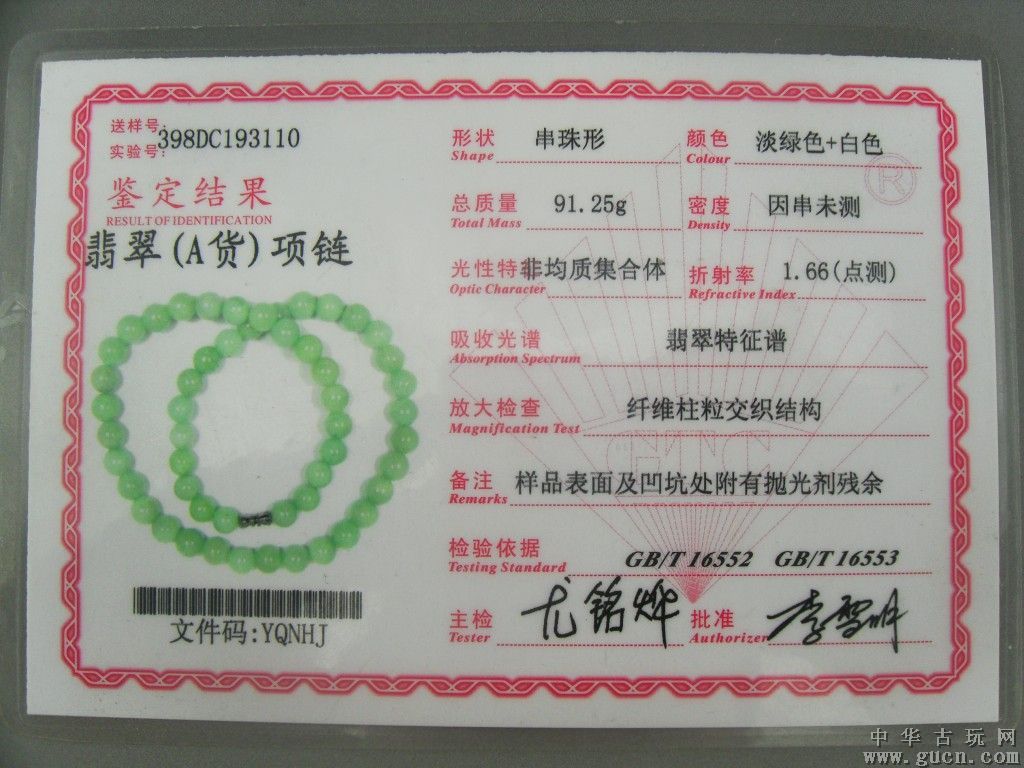 送样号:
实验号:
398DC193110
鉴定结果
RESULT OF IDENTIFICATION
翡翠(A货)项链
文件码:YQNHJ
形状 串珠形 颜色 淡绿色+白色
Shape Colour
总质量 91.25g 密度 因串未测
Total Mass Density
光性特 非均质集合体 折射率 1.66(点测)
Optic Character Refractive Index
吸收光谱 翡翠特征谱
Absorption Spectrum
放大检查 纤维柱粒交织结构
Magnification Test
备注 样品表面及凹坑处附有抛光剂残余
Remarks
检验依据 GB/T 16552 GB/T 16553
Testing Standard
主检 尤铭烨 批准
Tester Authorizer
®
中华古玩网
www.gucn.com